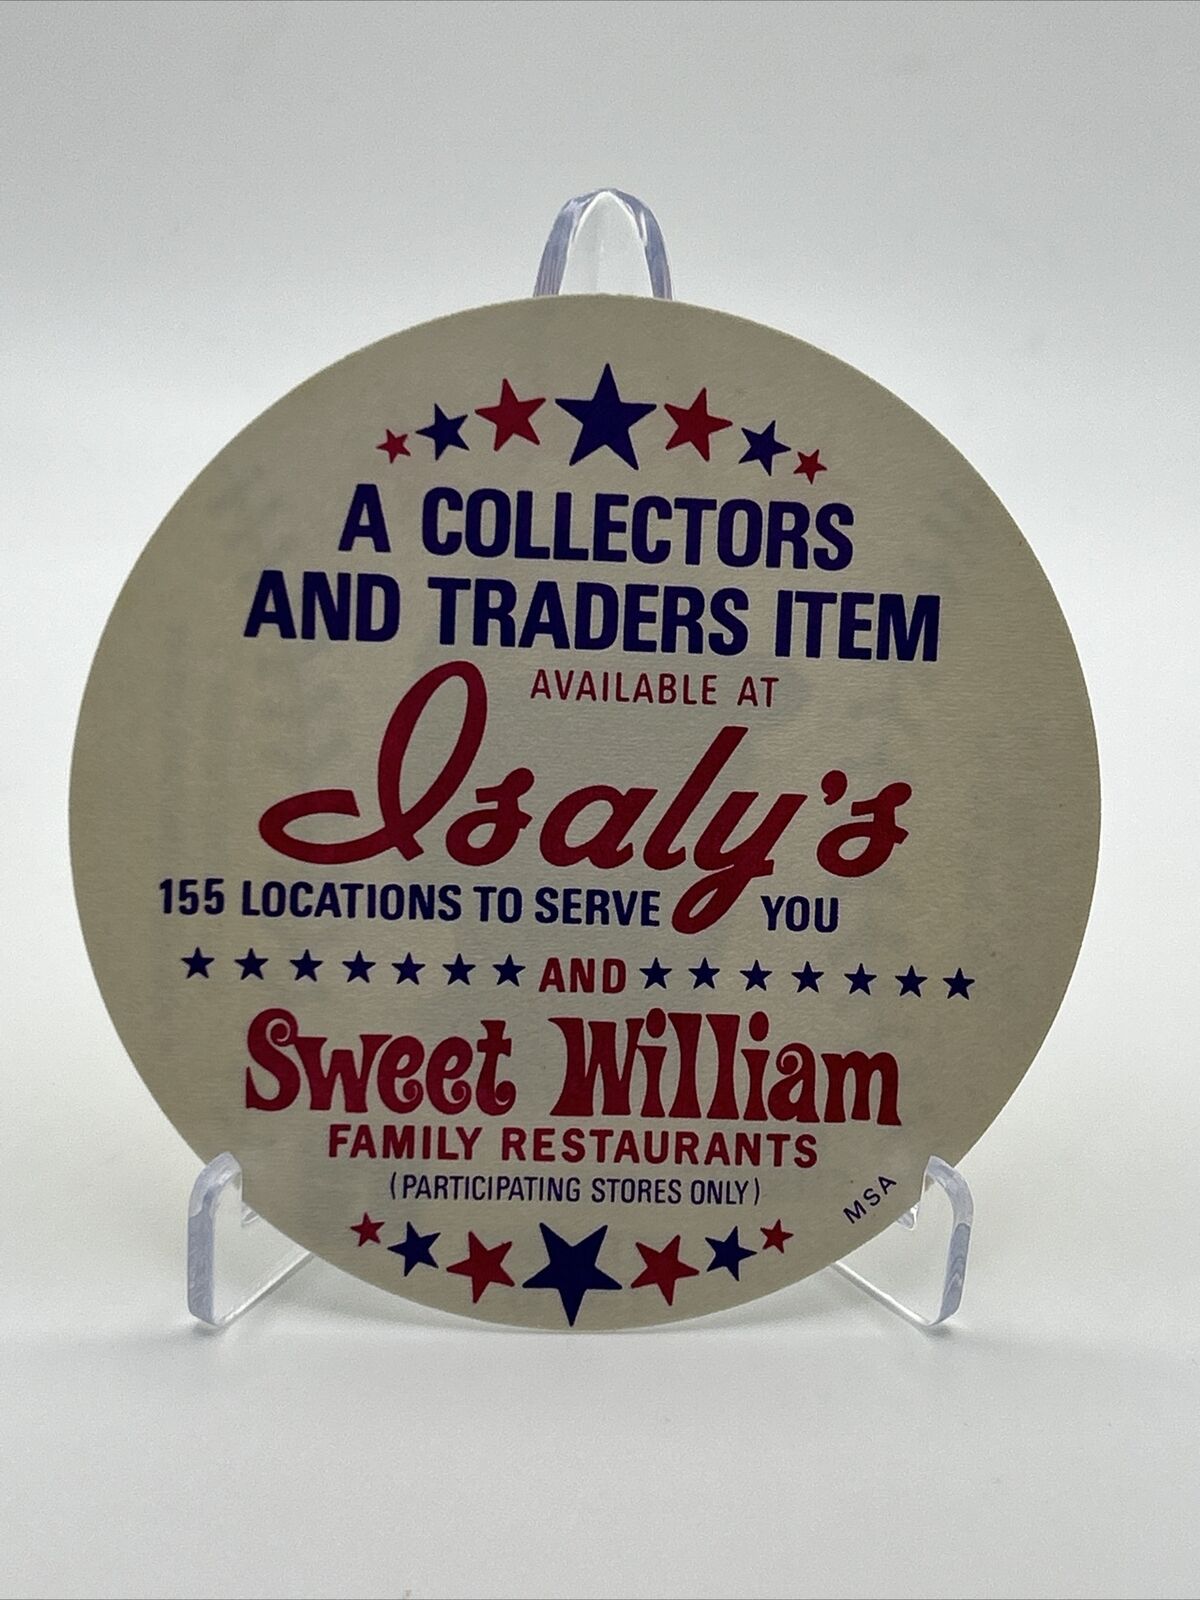 A COLLECTORS
AND TRADERS ITEM
AVAILABLE AT
Isaly's
155 LOCATIONS TO SERVE YOU
AND
Sweet William
FAMILY RESTAURANTS
(PARTICIPATING STORES ONLY)
MSA